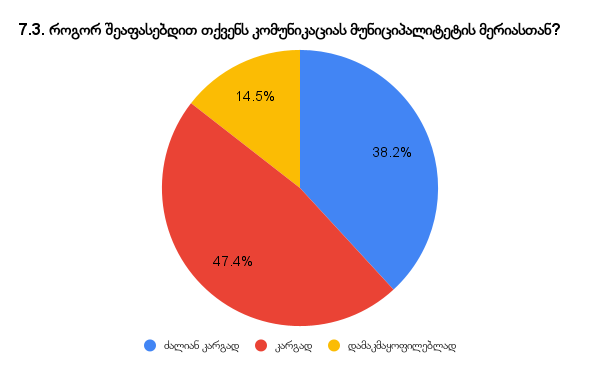 7.3. როგორ შეაფასებდით თქვენს კომუნიკაციას მუნიციპალიტეტის მერიასთან?
14.5%
38.2%
47.4%
ძალიან კარგად კარგად დამაკმაყოფილებლად